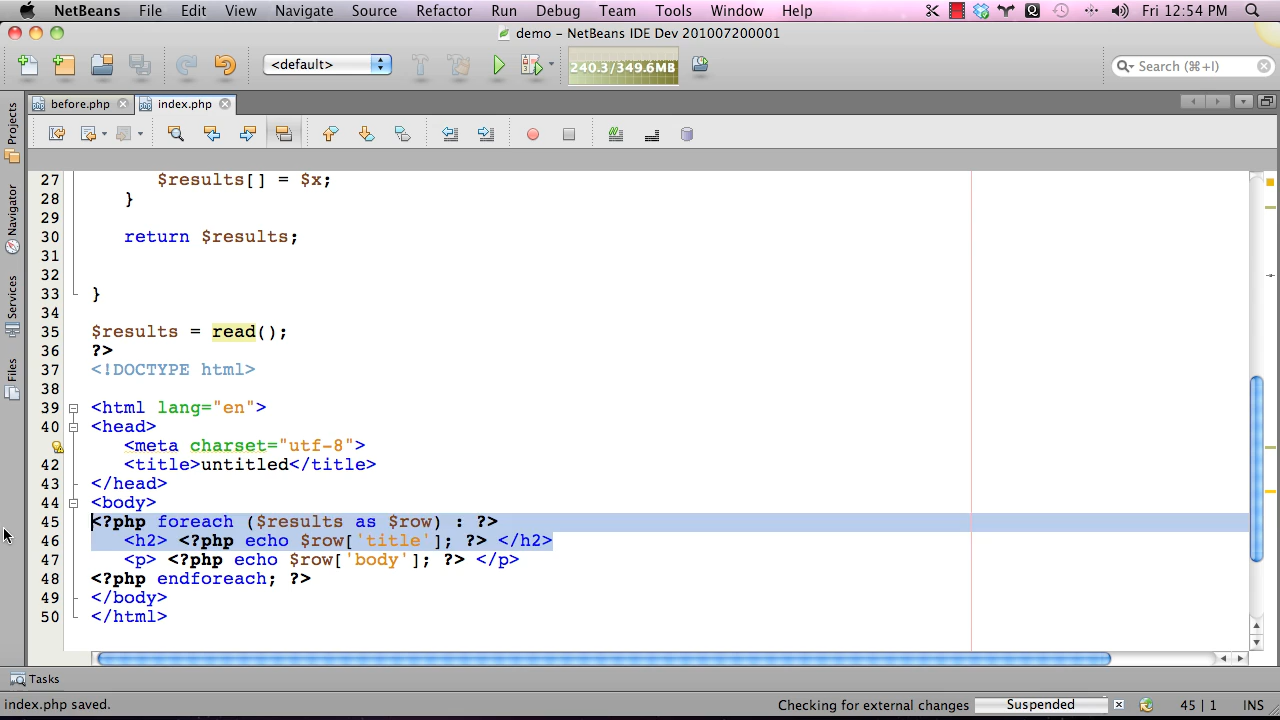 NetBeans File Edit View Navigate Source Refactor Run Debug Team Tools Window Help Fri 12:54 PM
demo – NetBeans IDE Dev 201007200001
<default> 240.3/349.6MB Search (⌘+I)
before.php index.php
Projects
Navigator
Services
Files
27 $results[] = $x;
28 }
29
30 return $results;
31
32
33 }
34
35 $results = read();
36 ?>
37 <!DOCTYPE html>
38
39 <html lang="en">
40 <head>
<meta charset="utf-8">
42 <title>untitled</title>
43 </head>
44 <body>
45 <?php foreach ($results as $row) : ?>
46 <h2> <?php echo $row['title']; ?> </h2>
47 <p> <?php echo $row['body']; ?> </p>
48 <?php endforeach; ?>
49 </body>
50 </html>
Tasks
index.php saved. Checking for external changes Suspended 45 | 1 INS